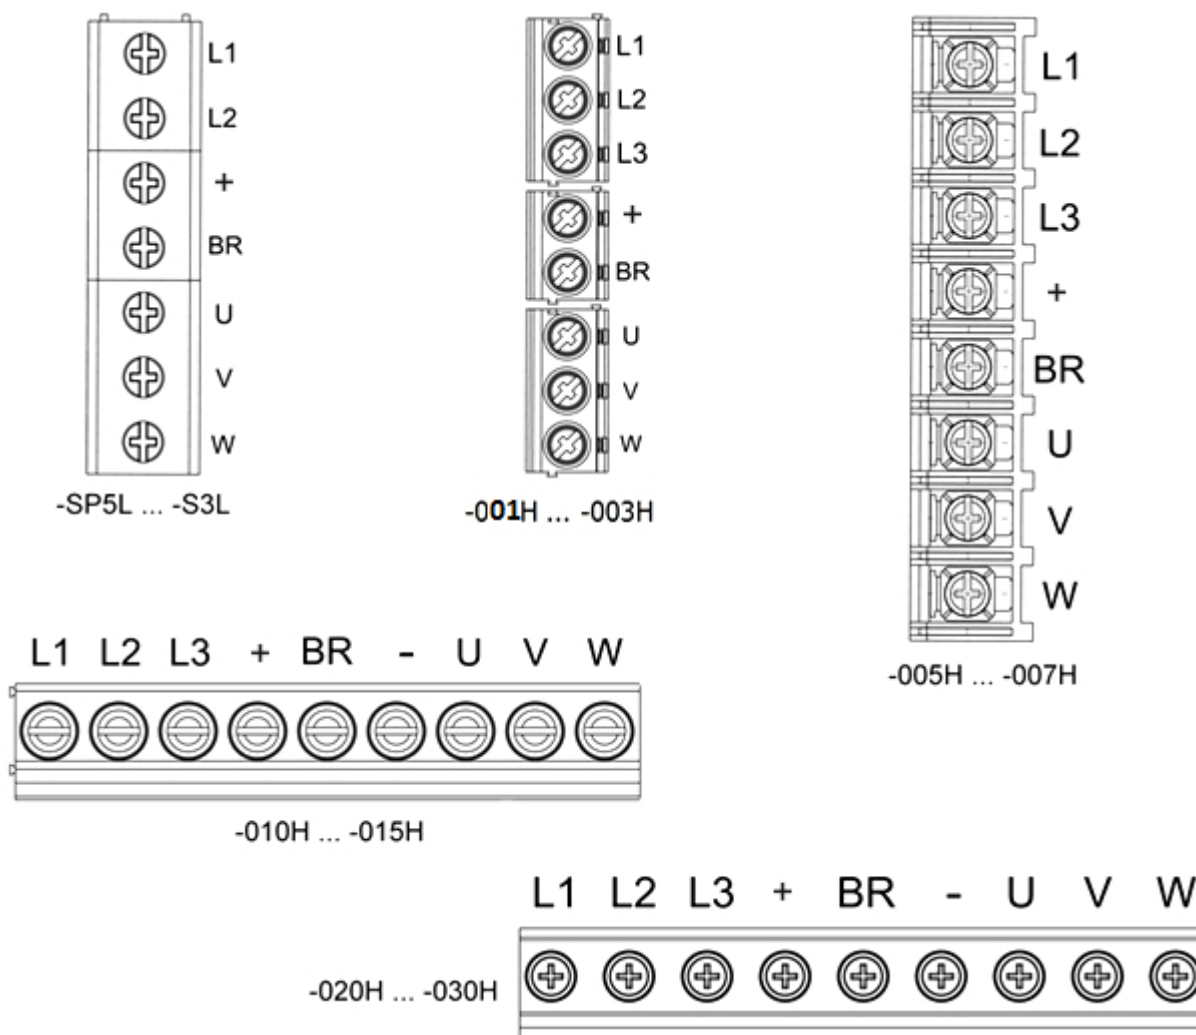 L1
L2
+
BR
U
V
W
-SP5L ... -S3L
L1
L2
L3
+
BR
U
V
W
-001H ... -003H
L1
L2
L3
+
BR
U
V
W
-005H ... -007H
L1 L2 L3 + BR - U V W
-010H ... -015H
L1 L2 L3 + BR - U V W
-020H ... -030H